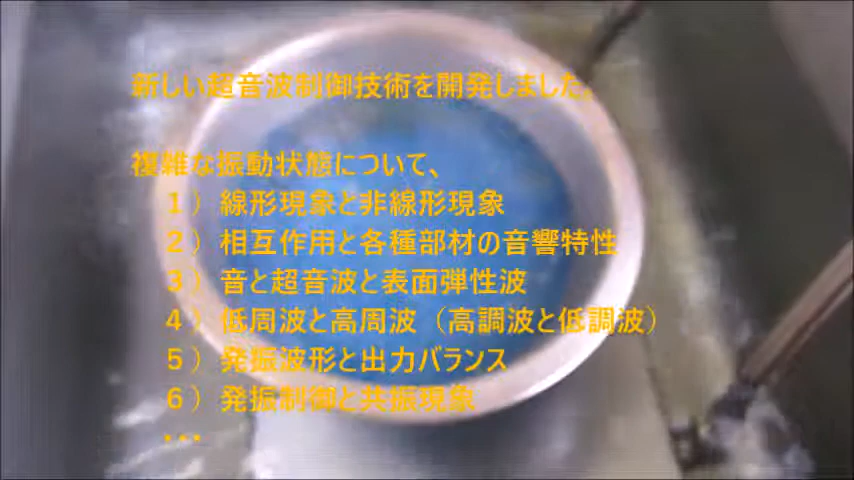 新しい超音波制御技術を開発しました。
複雑な振動状態について、
1）線形現象と非線形現象
2）相互作用と各種部材の音響特性
3）音と超音波と表面弾性波
4）低周波と高周波（高調波と低調波）
5）発振波形と出力バランス
6）発振制御と共振現象
・・・